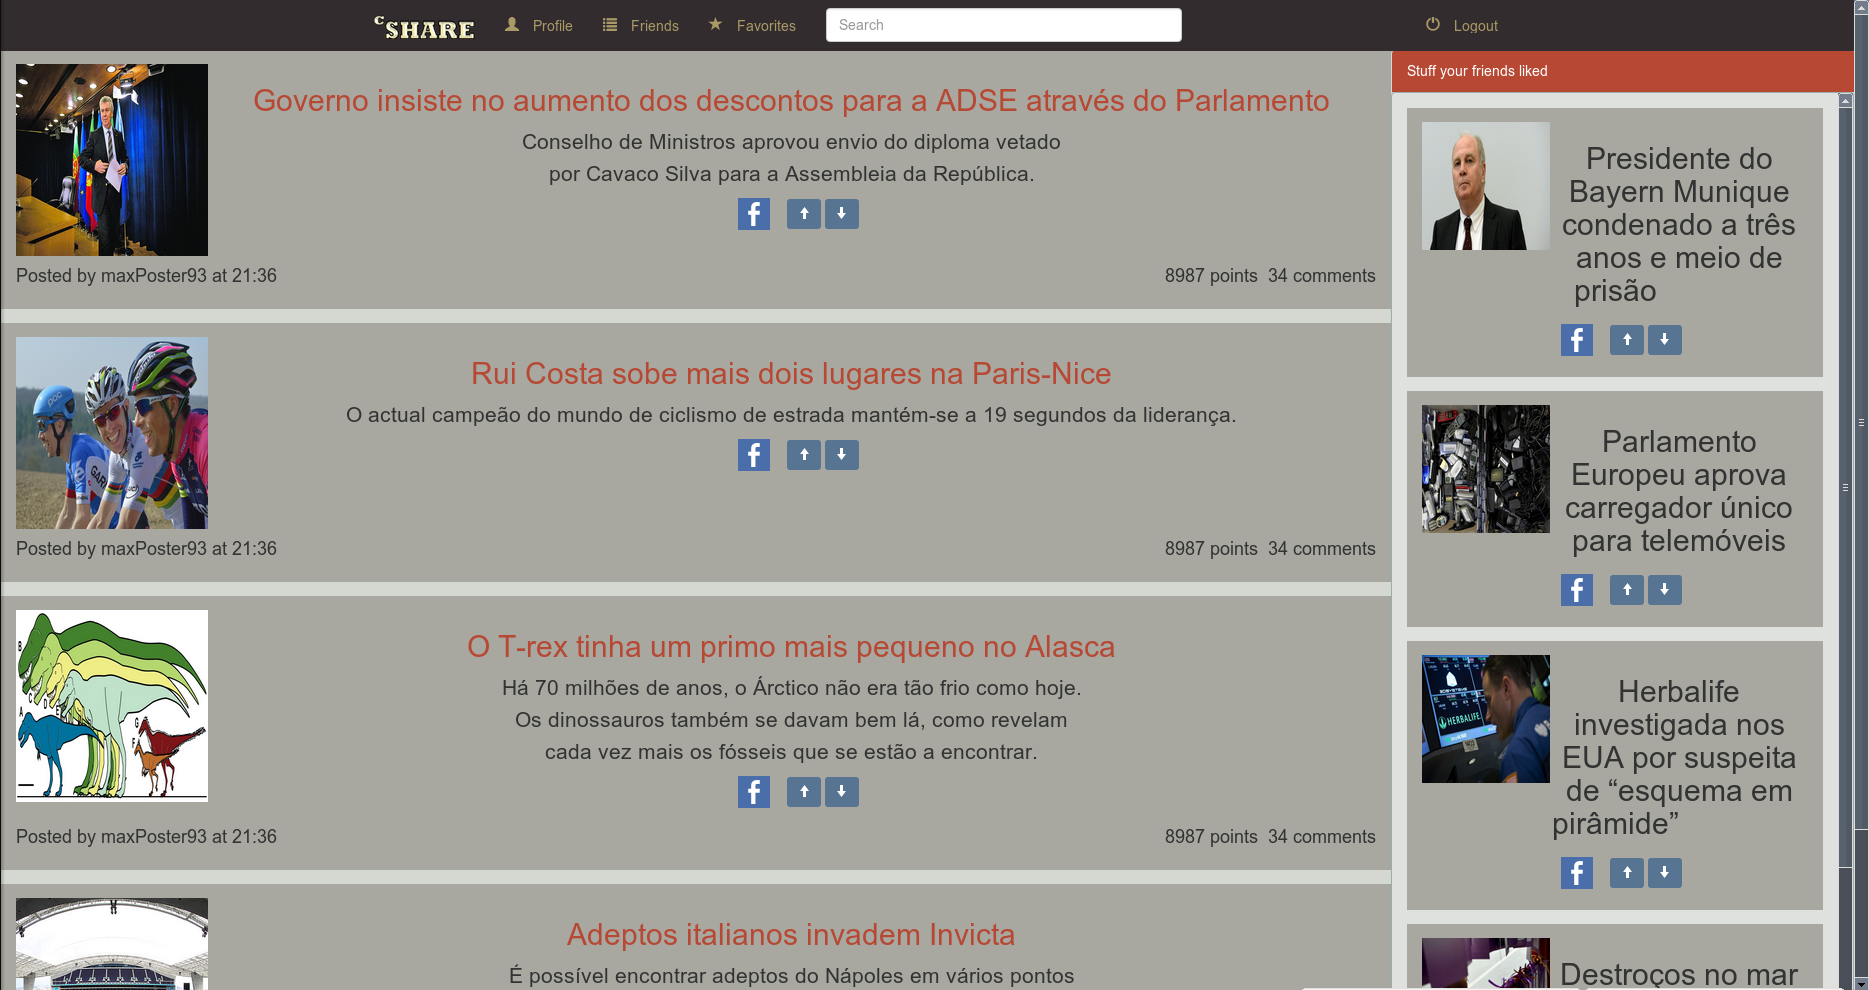 cSHARE Profile Friends Favorites Search Logout
Governo insiste no aumento dos descontos para a ADSE através do Parlamento
Conselho de Ministros aprovou envio do diploma vetado
por Cavaco Silva para a Assembleia da República.
f
Posted by maxPoster93 at 21:36
8987 points 34 comments
Rui Costa sobe mais dois lugares na Paris-Nice
O actual campeão do mundo de ciclismo de estrada mantém-se a 19 segundos da liderança.
f
Posted by maxPoster93 at 21:36
8987 points 34 comments
O T-rex tinha um primo mais pequeno no Alasca
Há 70 milhões de anos, o Árctico não era tão frio como hoje.
Os dinossauros também se davam bem lá, como revelam
cada vez mais os fósseis que se estão a encontrar.
f
Posted by maxPoster93 at 21:36
8987 points 34 comments
Adeptos italianos invadem Invicta
É possível encontrar adeptos do Nápoles em vários pontos
Stuff your friends liked
Presidente do
Bayern Munique
condenado a três
anos e meio de
prisão
f
Parlamento
Europeu aprova
carregador único
para telemóveis
f
HERBALIFE
Herbalife
investigada nos
EUA por suspeita
de “esquema em
pirâmide”
f
Destroços no mar